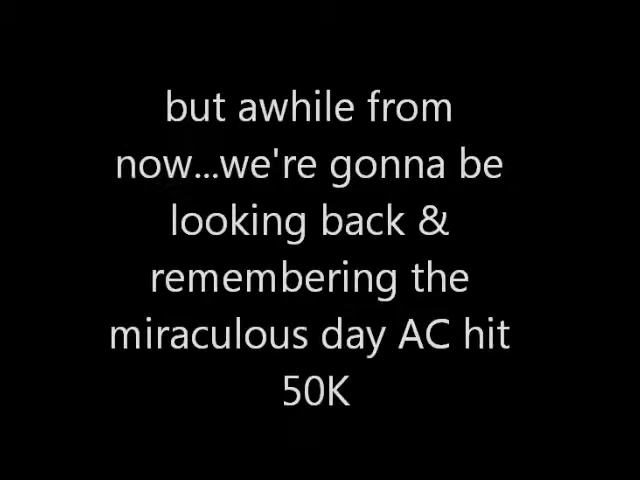 but awhile from
now...we're gonna be
looking back &
remembering the
miraculous day AC hit
50K